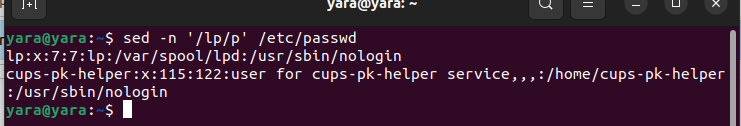 yara@yara: ~
yara@yara:~$ sed -n '/lp/p' /etc/passwd
lp:x:7:7:lp:/var/spool/lpd:/usr/sbin/nologin
cups-pk-helper:x:115:122:user for cups-pk-helper service,,,:/home/cups-pk-helper
:/usr/sbin/nologin
yara@yara:~$